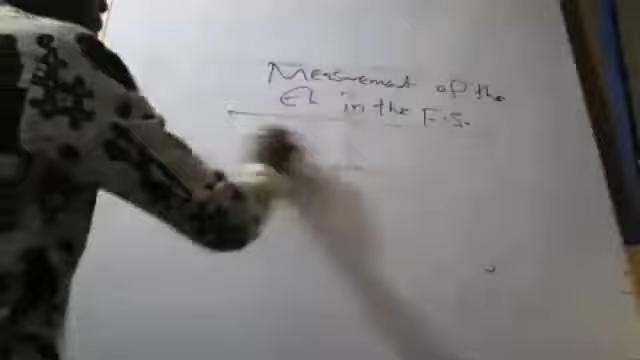 Measurement of the
EL in the F.S.